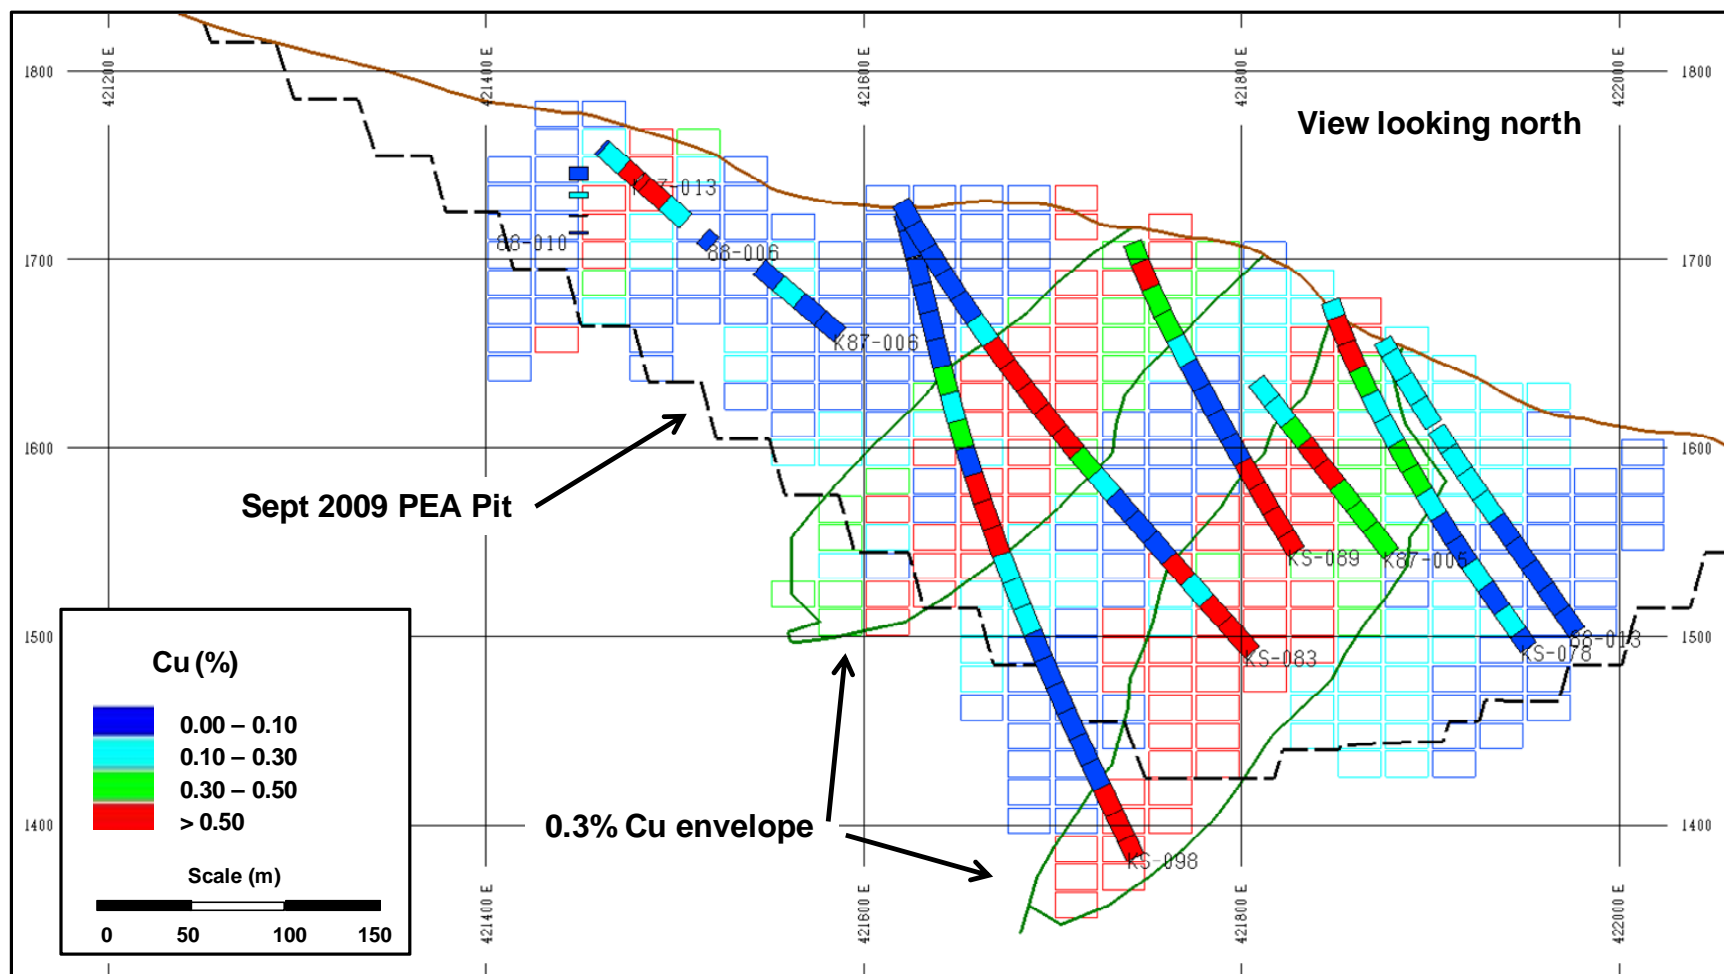 421200 E
421400 E
421600 E
421800 E
422000 E
1800
1800
View looking north
K87-013
88-010
88-006
1700
1700
K87-006
1600
1600
Sept 2009 PEA Pit
KS-089
K87-005
1500
88-013
KS-078
KS-083
Cu (%)
0.00 – 0.10
0.10 – 0.30
0.30 – 0.50
> 0.50
Scale (m)
0 50 100 150
0.3% Cu envelope
1400
1400
KS-098
421400 E
421600 E
421800 E
422000 E
1500